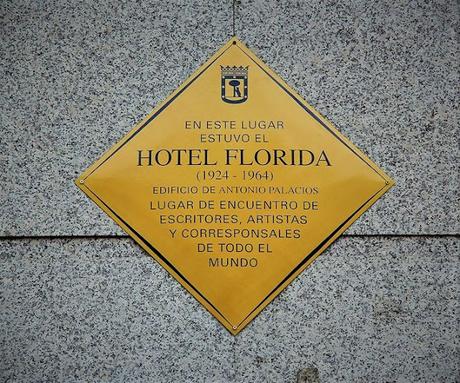 EN ESTE LUGAR
ESTUVO EL
HOTEL FLORIDA
(1924 - 1964)
EDIFICIO DE ANTONIO PALACIOS
LUGAR DE ENCUENTRO DE
ESCRITORES, ARTISTAS
Y CORRESPONSALES
DE TODO EL
MUNDO